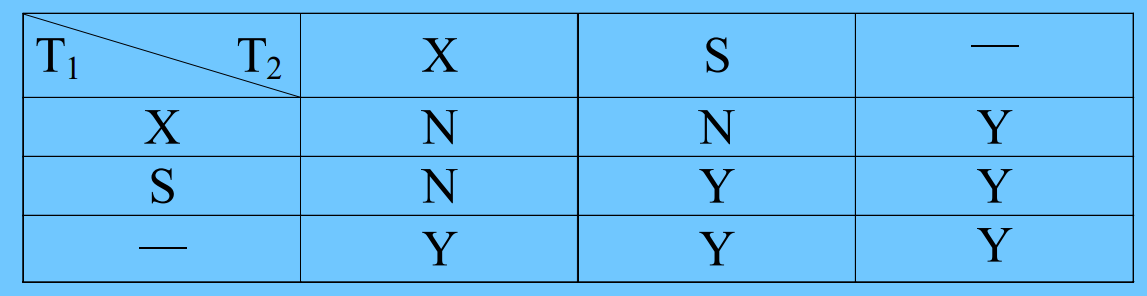 T₁ T₂ X S —
X N N Y
S N Y Y
— Y Y Y